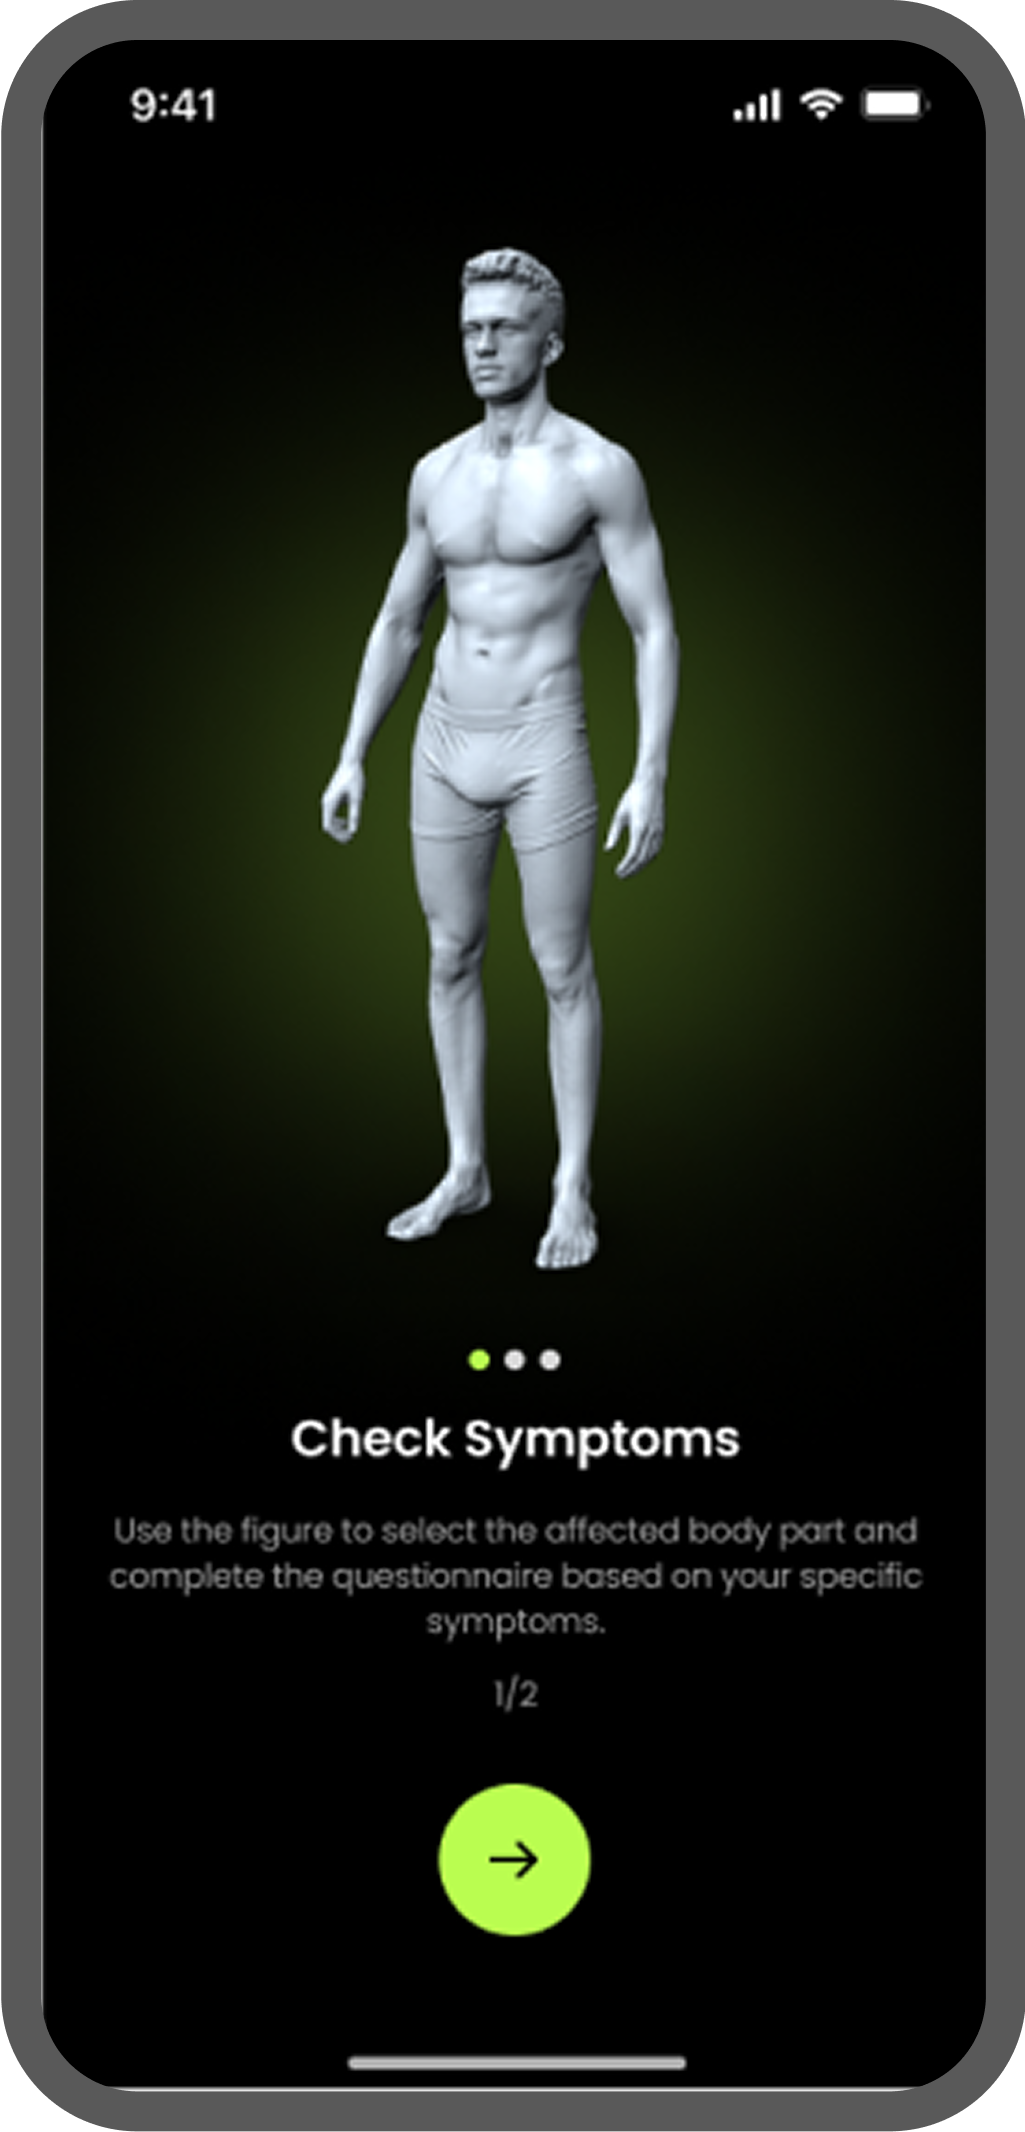 9:41
Check Symptoms
Use the figure to select the affected body part and
complete the questionnaire based on your specific
symptoms.
1/2